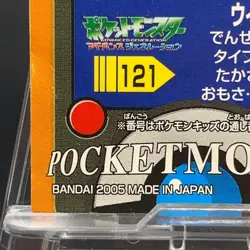 ポケットモンスター
ADVANCED GENERATION
アドバンスジェネレーション
121
でんせ
タイプ
たかさ
おもさ・
ばんごう
とお
※番号はポケモンキッズの通し
POCKETMO
BANDAI 2005 MADE IN JAPAN